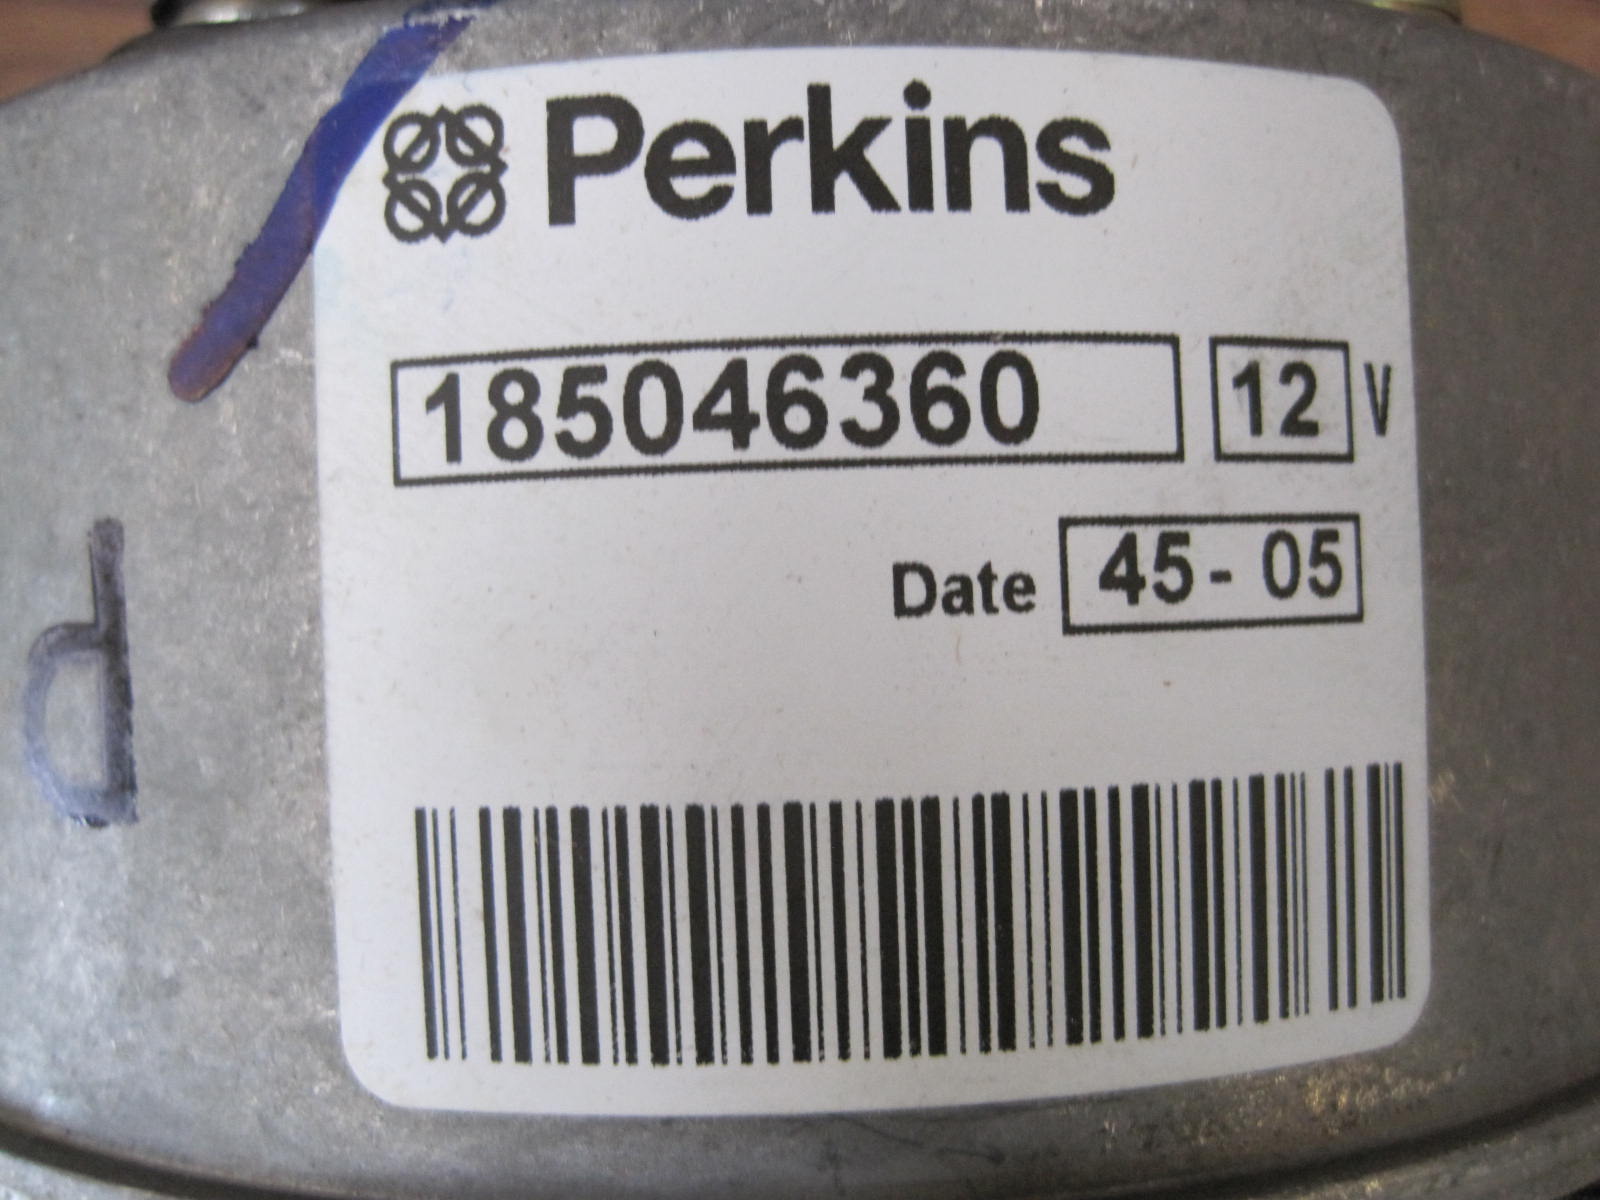 Perkins
185046360 12 V
Date 45- 05
d